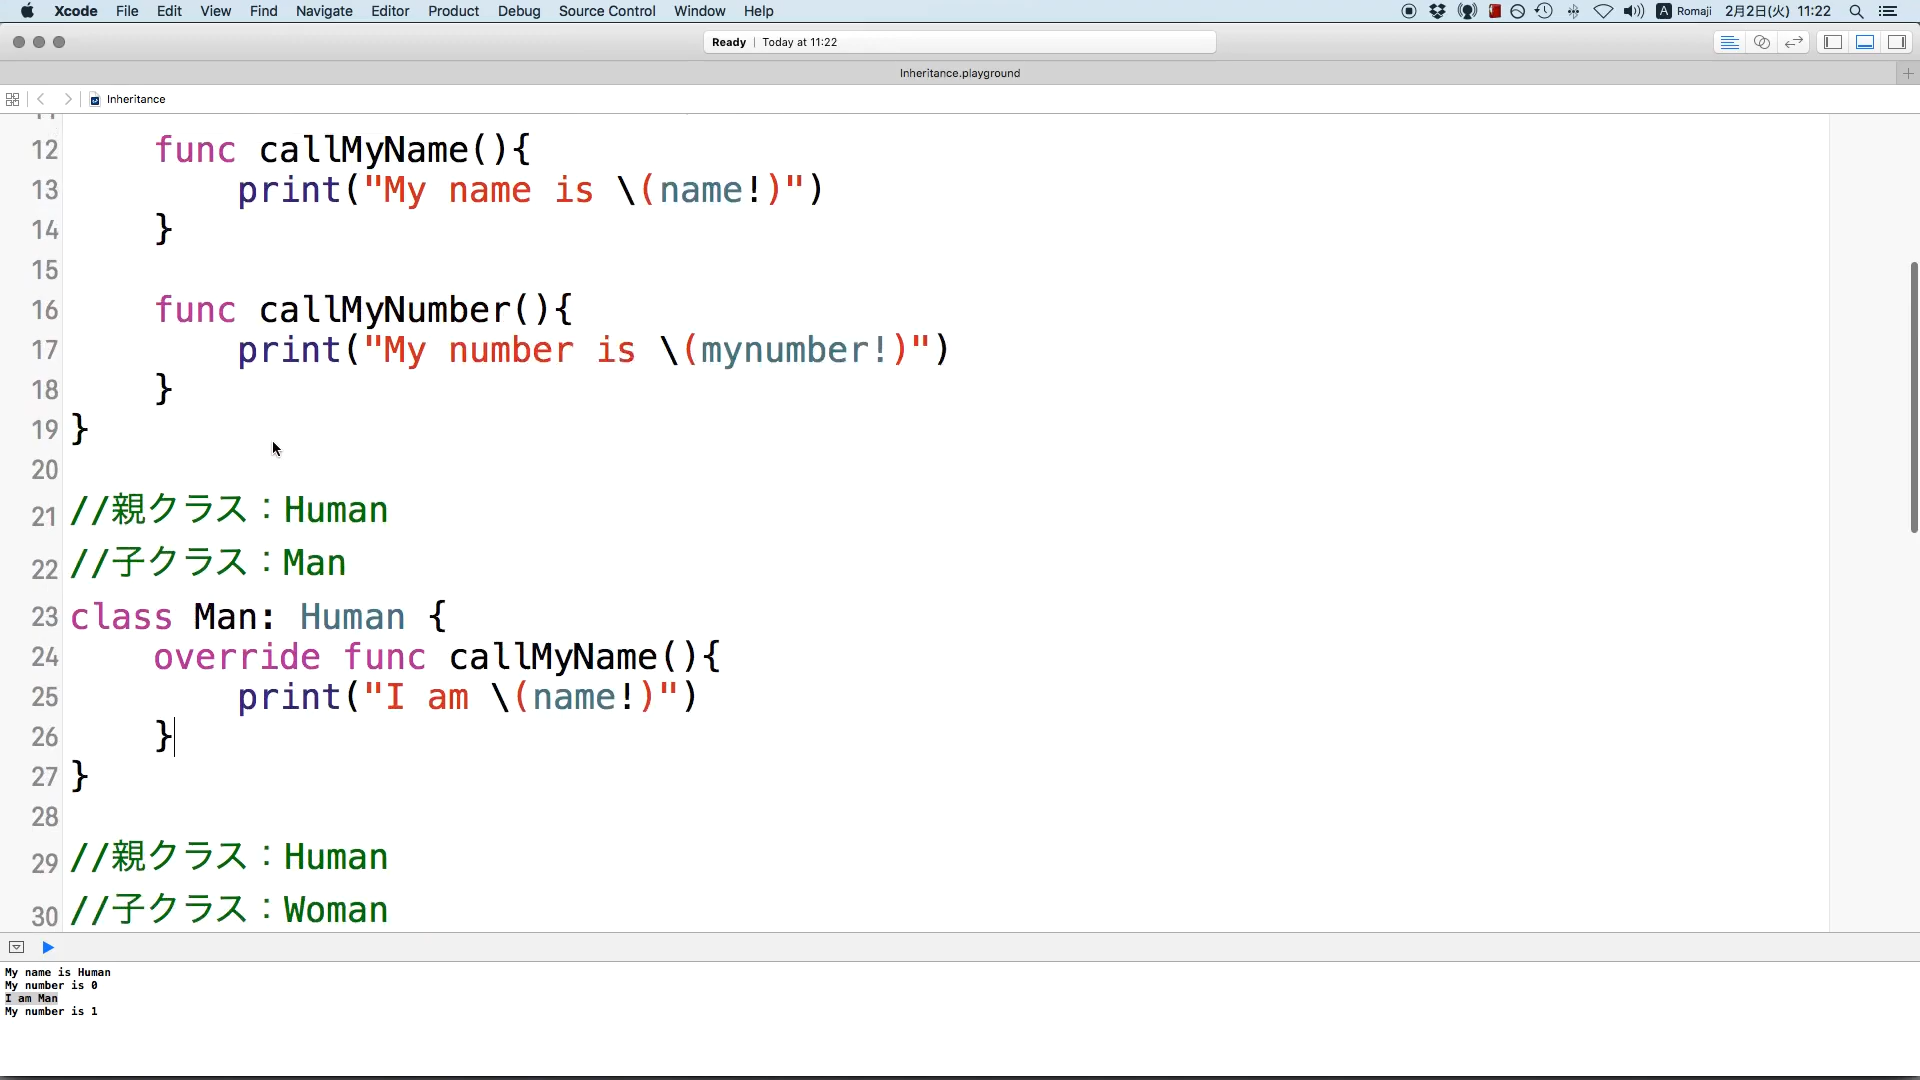 Xcode File Edit View Find Navigate Editor Product Debug Source Control Window Help A Romaji 2月2日(火) 11:22
Ready | Today at 11:22
Inheritance.playground
Inheritance
12 func callMyName(){
13 print("My name is \(name!)")
14 }
15
16 func callMyNumber(){
17 print("My number is \(mynumber!)")
18 }
19 }
20
21 //親クラス：Human
22 //子クラス：Man
23 class Man: Human {
24 override func callMyName(){
25 print("I am \(name!)")
26 }
27 }
28
29 //親クラス：Human
30 //子クラス：Woman
My name is Human
My number is 0
I am Man
My number is 1